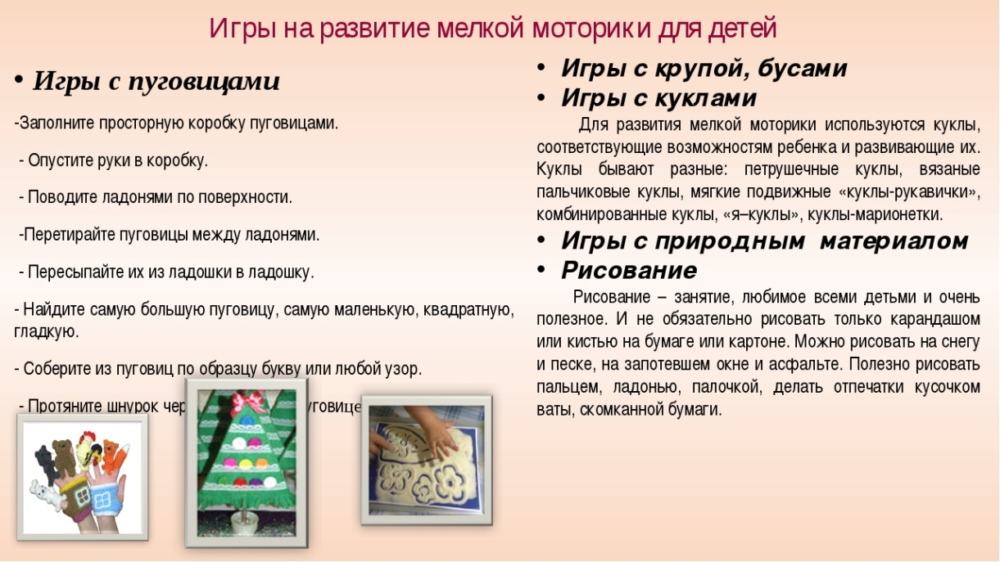 Игры на развитие мелкой моторики для детей
• Игры с пуговицами
-Заполните просторную коробку пуговицами.
- Опустите руки в коробку.
- Поводите ладонями по поверхности.
-Перетирайте пуговицы между ладонями.
- Пересыпайте их из ладошки в ладошку.
- Найдите самую большую пуговицу, самую маленькую, квадратную,
гладкую.
- Соберите из пуговиц по образцу букву или любой узор.
- Протяните шнурок
• Игры с крупой, бусами
• Игры с куклами
Для развития мелкой моторики используются куклы,
соответствующие возможностям ребенка и развивающие их.
Куклы бывают разные: петрушечные куклы, вязаные
пальчиковые куклы, мягкие подвижные «куклы-рукавички»,
комбинированные куклы, «я–куклы», куклы-марионетки.
• Игры с природным материалом
• Рисование
Рисование – занятие, любимое всеми детьми и очень
полезное. И не обязательно рисовать только карандашом
или кистью на бумаге или картоне. Можно рисовать на снегу
и песке, на запотевшем окне и асфальте. Полезно рисовать
пальцем, ладонью, палочкой, делать отпечатки кусочком
ваты, скомканной бумаги.